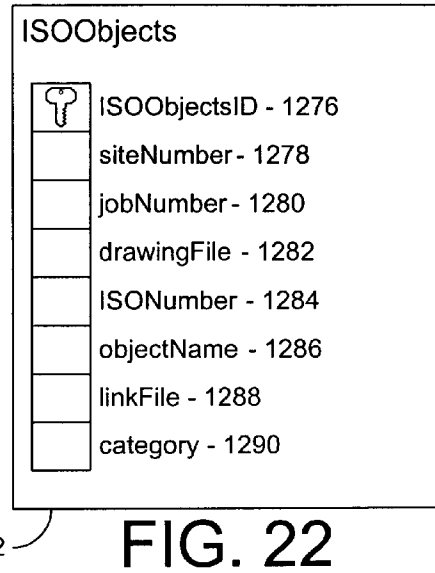 ISOObjects
ISOObjectsID - 1276
siteNumber - 1278
jobNumber - 1280
drawingFile - 1282
ISONumber - 1284
objectName - 1286
linkFile - 1288
category - 1290
2
FIG. 22